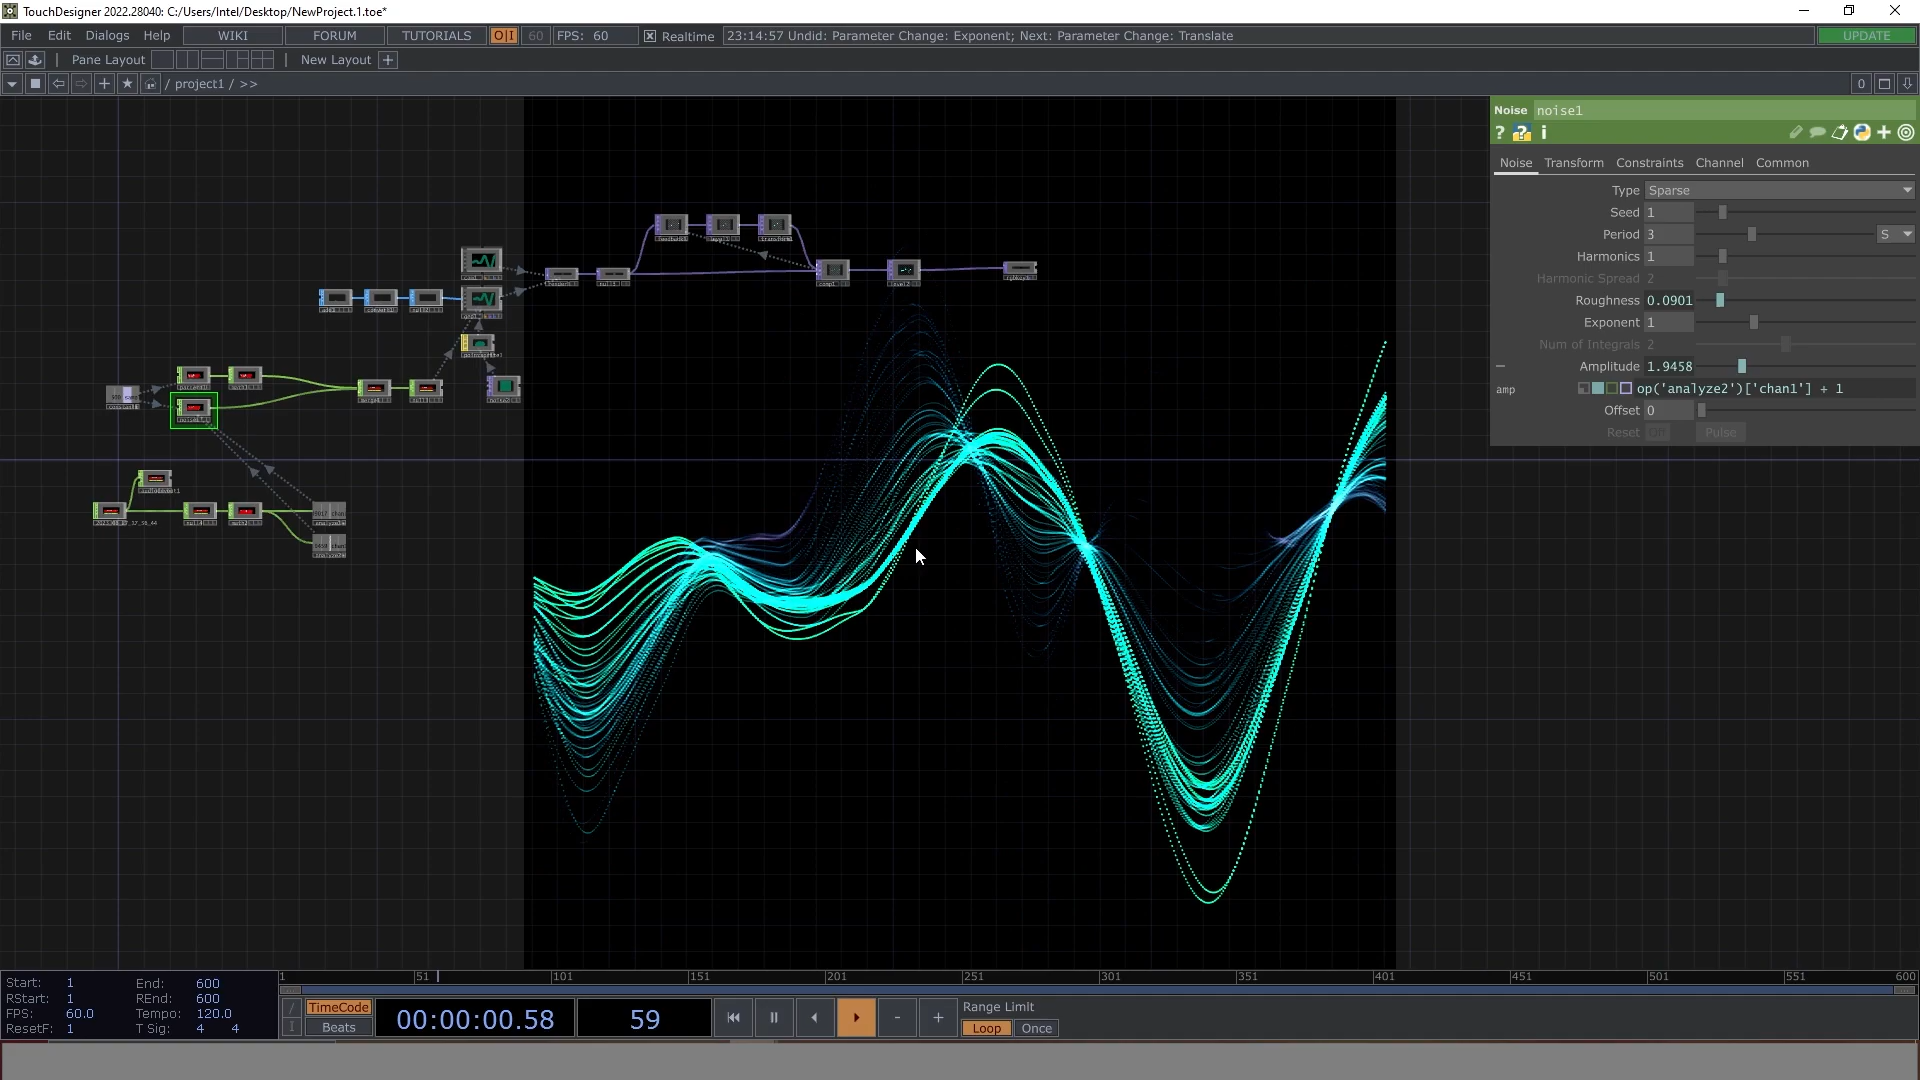 TouchDesigner 2022.28040: C:/Users/Intel/Desktop/NewProject.1.toe*
File Edit Dialogs Help WIKI FORUM TUTORIALS O|I 60 FPS: 60 Realtime 23:14:57 Undid: Parameter Change: Exponent; Next: Parameter Change: Translate UPDATE
Pane Layout New Layout +
/ project1 / >> 0
Noise noise1
? ? i
Noise Transform Constraints Channel Common
Type Sparse
Seed 1
Period 3 S
Harmonics 1
Harmonic Spread 2
Roughness 0.0901
Exponent 1
Num of Integrals 2
Amplitude 1.9458
amp op('analyze2')['chan1'] + 1
Offset 0
Reset Off Pulse
1 51 101 151 201 251 301 351 401 451 501 551 600
Start: 1 End: 600
RStart: 1 REnd: 600
FPS: 60.0 Tempo: 120.0
ResetF: 1 T Sig: 4 4
TimeCode
Beats
00:00:00.58 59
- +
Range Limit
Loop Once